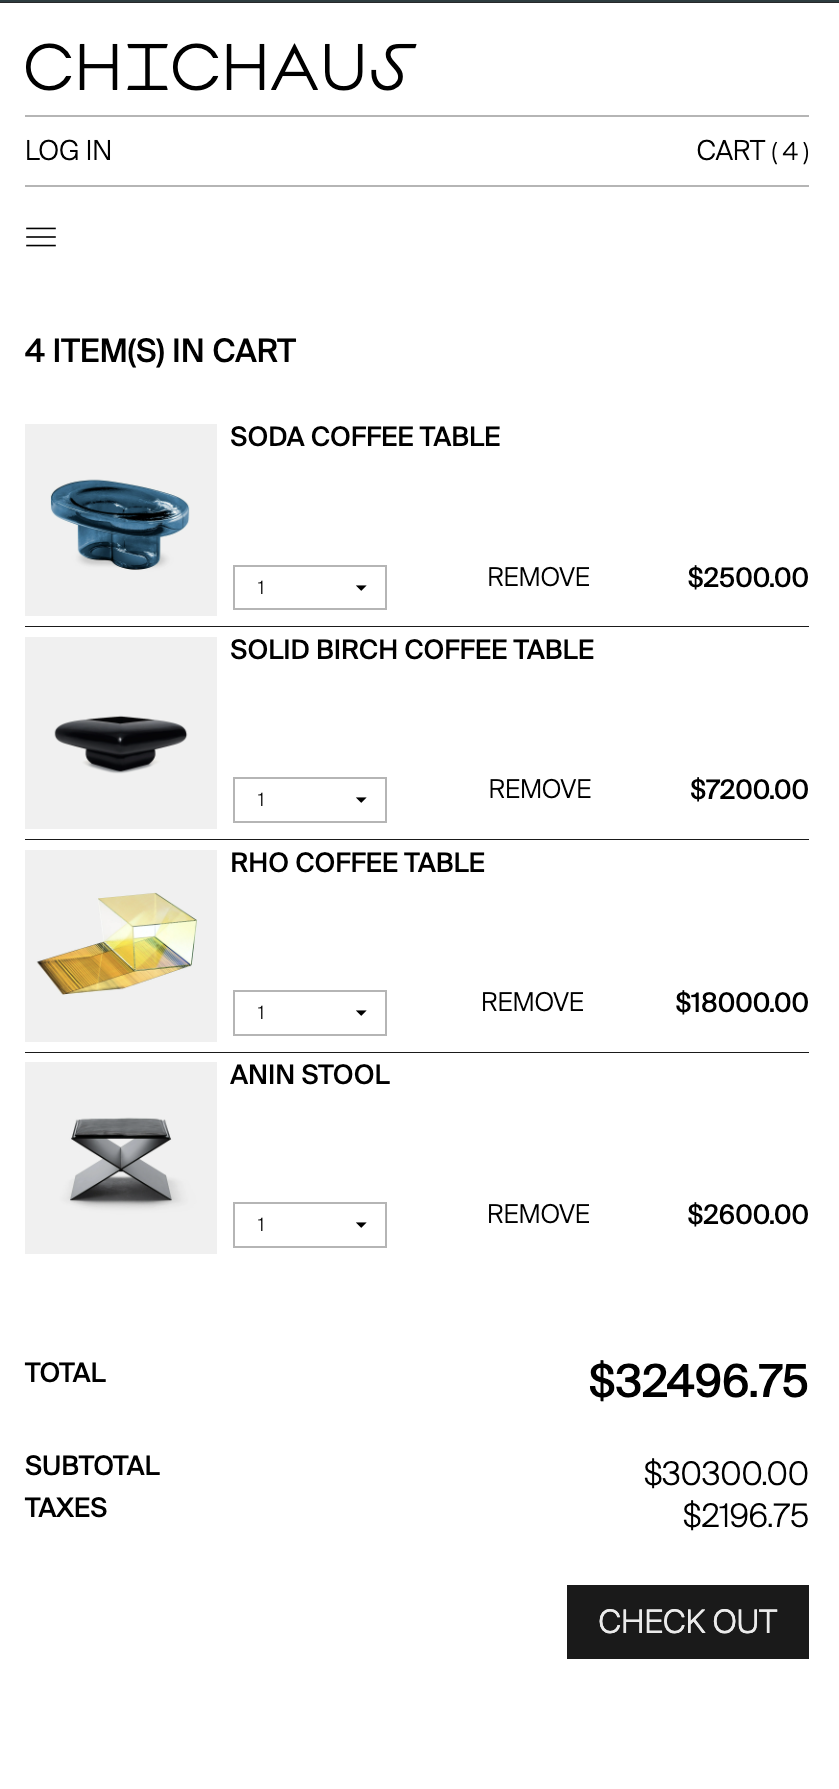 CHICHAUS
LOG IN CART ( 4 )
4 ITEM(S) IN CART
SODA COFFEE TABLE
1 REMOVE $2500.00
SOLID BIRCH COFFEE TABLE
1 REMOVE $7200.00
RHO COFFEE TABLE
1 REMOVE $18000.00
ANIN STOOL
1 REMOVE $2600.00
TOTAL $32496.75
SUBTOTAL $30300.00
TAXES $2196.75
CHECK OUT